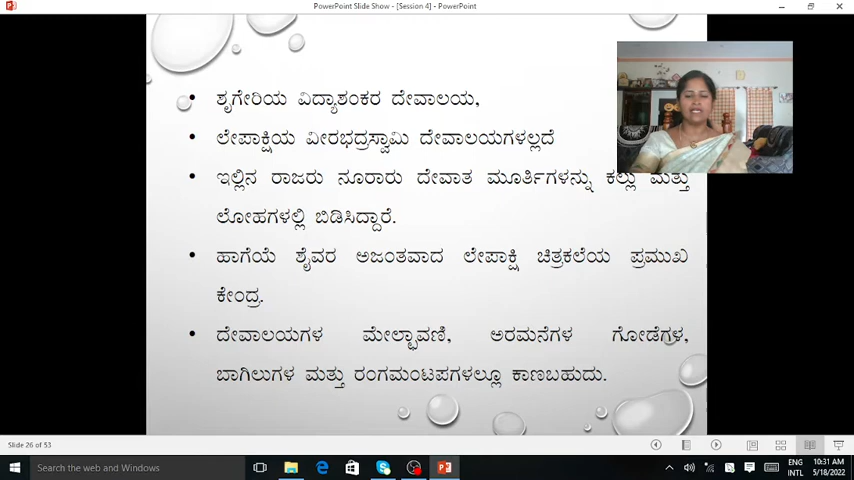 PowerPoint Slide Show - [Session 4] - PowerPoint
• ಶೃಗೇರಿಯ ವಿದ್ಯಾಶಂಕರ ದೇವಾಲಯ,
• ಲೇಪಾಕ್ಷಿಯ ವೀರಭದ್ರಸ್ವಾಮಿ ದೇವಾಲಯಗಳಲ್ಲದೆ
• ಇಲ್ಲಿನ ರಾಜರು ನೂರಾರು ದೇವಾತ ಮೂರ್ತಿಗಳನ್ನು ಕಲ್ಲು ಮತ್ತು
ಲೋಹಗಳಲ್ಲಿ ಬಿಡಿಸಿದ್ದಾರೆ.
• ಹಾಗೆಯೆ ಶೈವರ ಅಜಂತವಾದ ಲೇಪಾಕ್ಷಿ ಚಿತ್ರಕಲೆಯ ಪ್ರಮುಖ
ಕೇಂದ್ರ.
• ದೇವಾಲಯಗಳ ಮೇಲ್ಛಾವಣಿ, ಅರಮನೆಗಳ ಗೋಡೆಗಳ,
ಬಾಗಿಲುಗಳ ಮತ್ತು ರಂಗಮಂಟಪಗಳಲ್ಲೂ ಕಾಣಬಹುದು.
Slide 26 of 53
Search the web and Windows
ENG 10:31 AM
INTL 5/18/2022